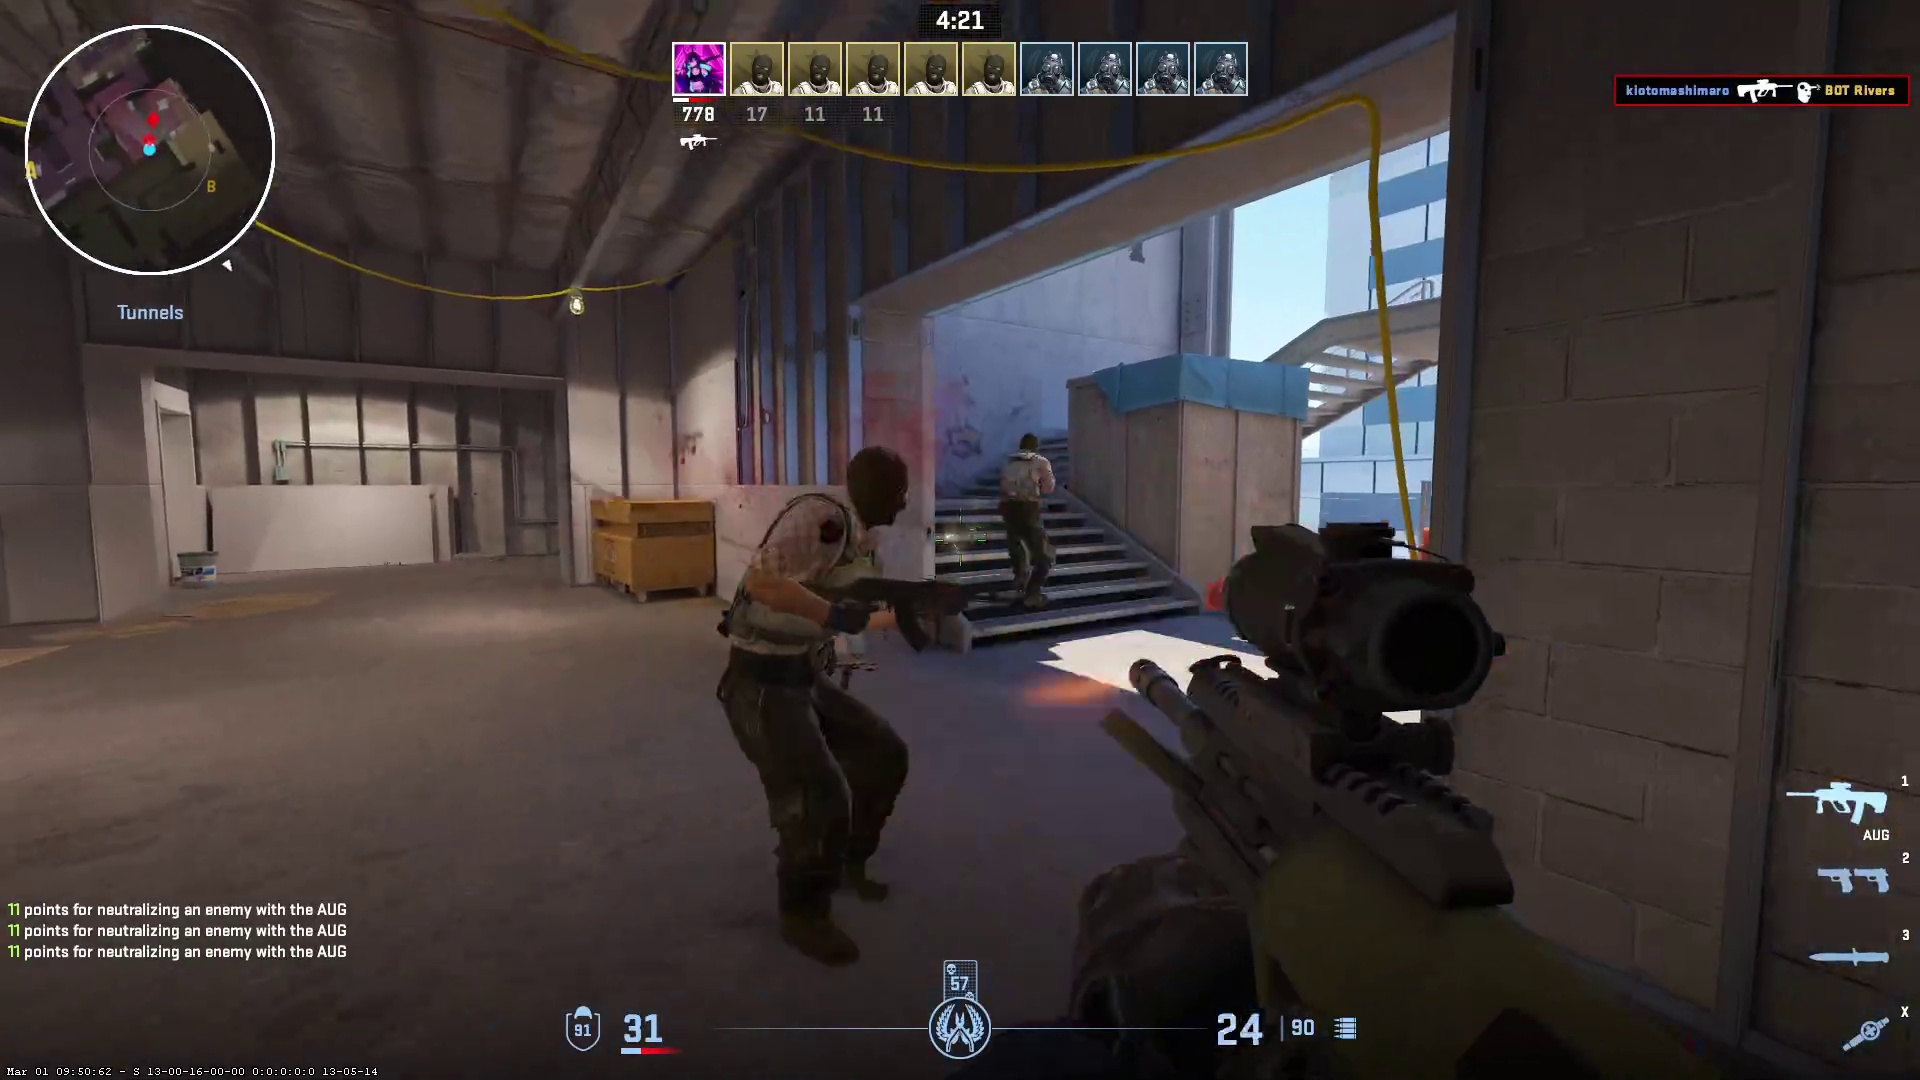 4:21
778 17 11 11
kiotomashimaro BOT Rivers
A
B
Tunnels
1
AUG
2
3
X
11 points for neutralizing an enemy with the AUG
11 points for neutralizing an enemy with the AUG
11 points for neutralizing an enemy with the AUG
57
91 31
24 | 90
Mar 01 09:50:62 - S 13-00-16-00-00 0:0:0:0:0 13-05-14